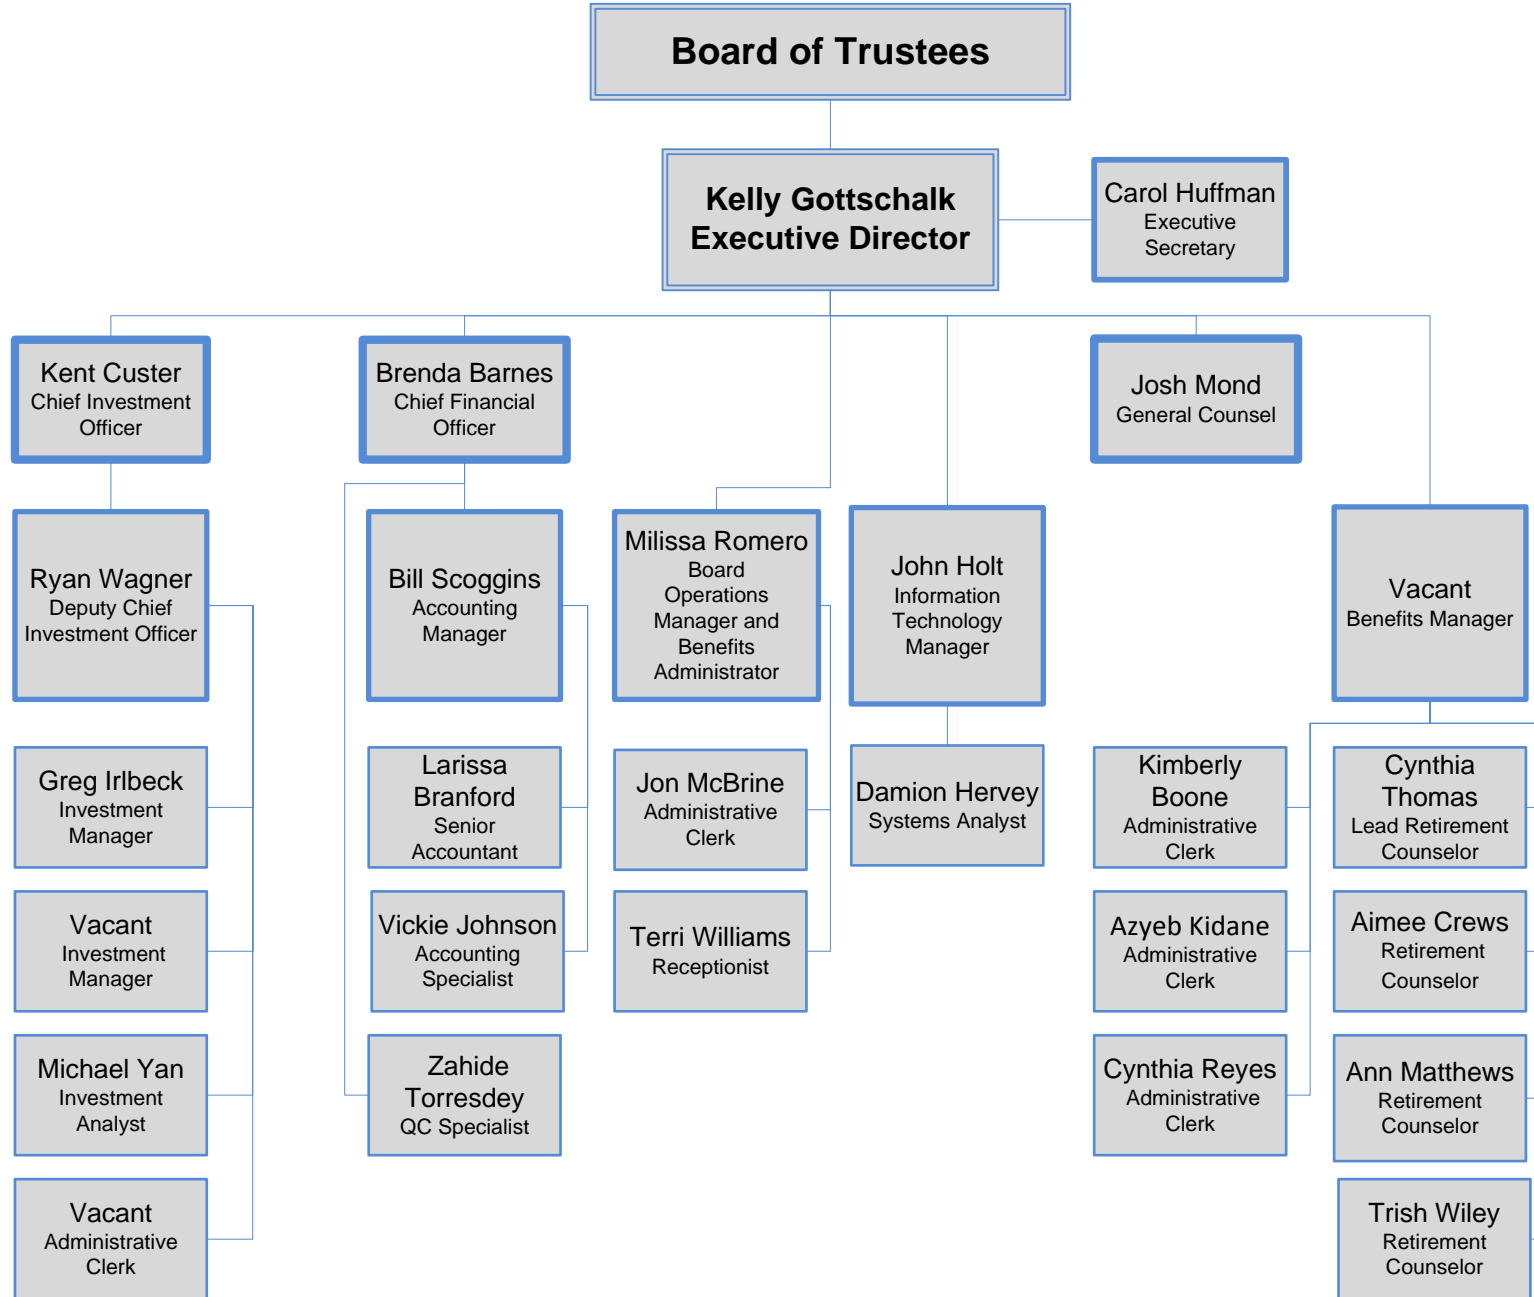 Board of Trustees
Kelly Gottschalk
Executive Director
Carol Huffman
Executive
Secretary
Kent Custer
Chief Investment
Officer
Brenda Barnes
Chief Financial
Officer
Josh Mond
General Counsel
Ryan Wagner
Deputy Chief
Investment Officer
Bill Scoggins
Accounting
Manager
Milissa Romero
Board
Operations
Manager and
Benefits
Administrator
John Holt
Information
Technology
Manager
Vacant
Benefits Manager
Greg Irlbeck
Investment
Manager
Larissa
Branford
Senior
Accountant
Jon McBrine
Administrative
Clerk
Damion Hervey
Systems Analyst
Kimberly
Boone
Administrative
Clerk
Cynthia
Thomas
Lead Retirement
Counselor
Vacant
Investment
Manager
Vickie Johnson
Accounting
Specialist
Terri Williams
Receptionist
Azyeb Kidane
Administrative
Clerk
Aimee Crews
Retirement
Counselor
Michael Yan
Investment
Analyst
Zahide
Torresdey
QC Specialist
Cynthia Reyes
Administrative
Clerk
Ann Matthews
Retirement
Counselor
Vacant
Administrative
Clerk
Trish Wiley
Retirement
Counselor